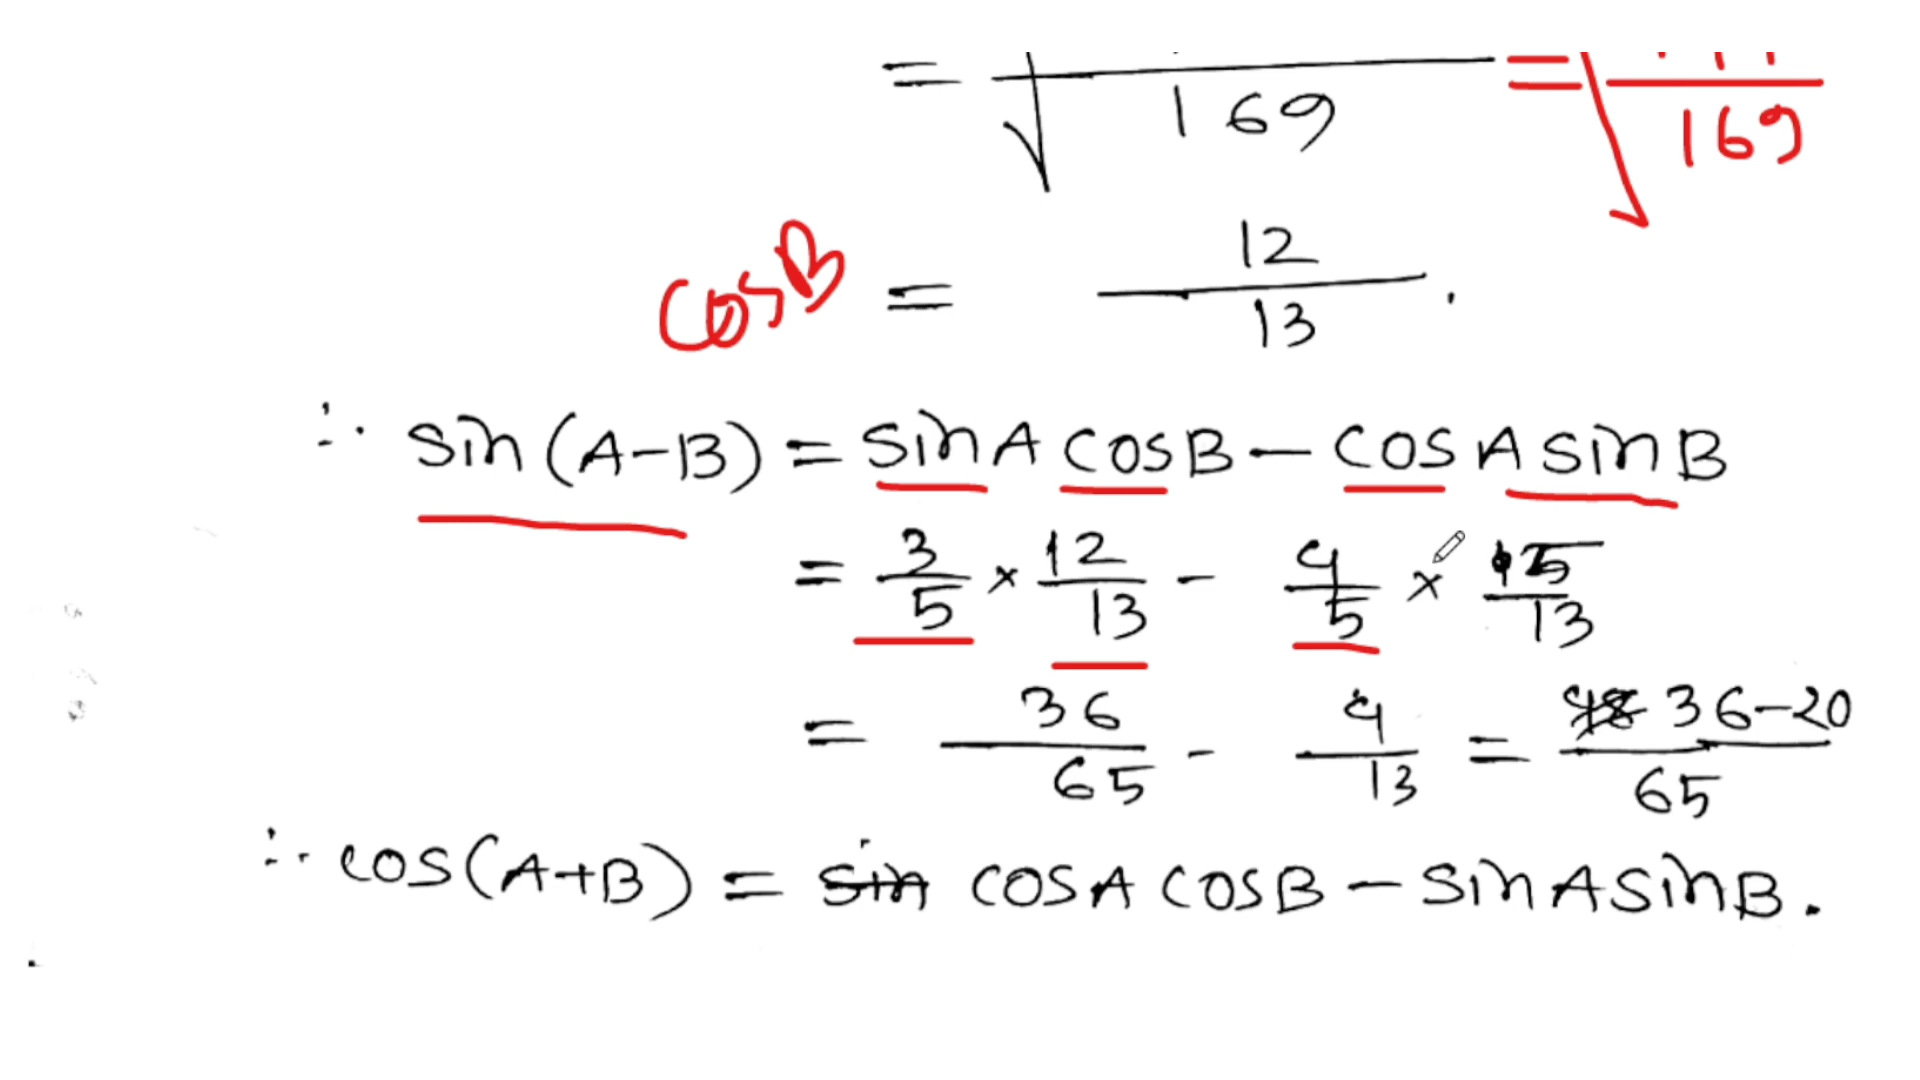 = √ 169 = √ 169
cos B = 12/13 .
∴ sin(A-B) = sinA cosB - cosA sinB
= 3/5 × 12/13 - 4/5 × 5/13
= 36/65 - 4/13 = 36-20/65
∴ cos(A+B) = sin cosA cosB - sinA sinB.